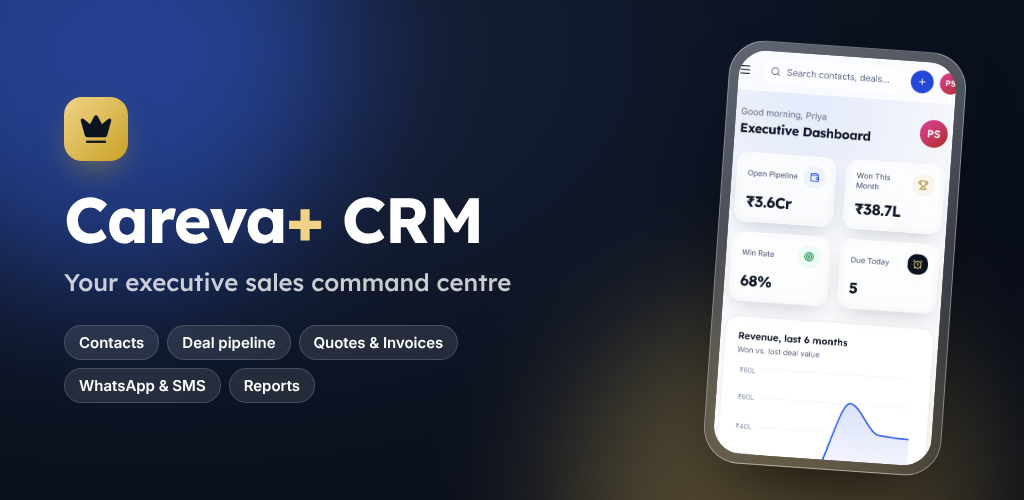 Careva+ CRM
Your executive sales command centre
Contacts
Deal pipeline
Quotes & Invoices
WhatsApp & SMS
Reports
Search contacts, deals...
+
PS
Good morning, Priya
Executive Dashboard
PS
Open Pipeline
₹3.6Cr
Won This
Month
₹38.7L
Win Rate
68%
Due Today
5
Revenue, last 6 months
Won vs. lost deal value
₹80L
₹60L
₹40L